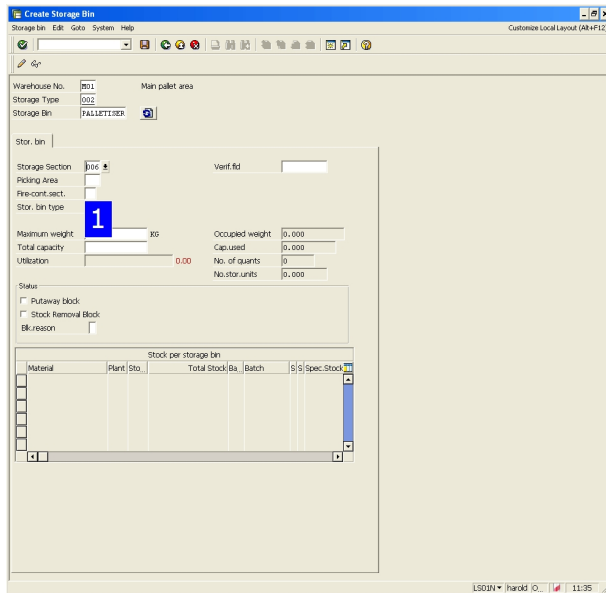 Create Storage Bin
Storage bin Edit Goto System Help
Customize Local Layout (Alt+F12)
Warehouse No. M01 Main pallet area
Storage Type 002
Storage Bin PALLETISER
Stor. bin
Storage Section 006 Verif.fld
Picking Area
Fire-cont.sect.
Stor. bin type
1
Maximum weight KG Occupied weight 0.000
Total capacity Cap.used 0.000
Utilization 0.00 No. of quants 0
No.stor.units 0.000
Status
Putaway block
Stock Removal Block
Blk.reason
Stock per storage bin
Material Plant Sto... Total Stock Ba... Batch S S Spec.Stock
LS01N harold O... 11:35